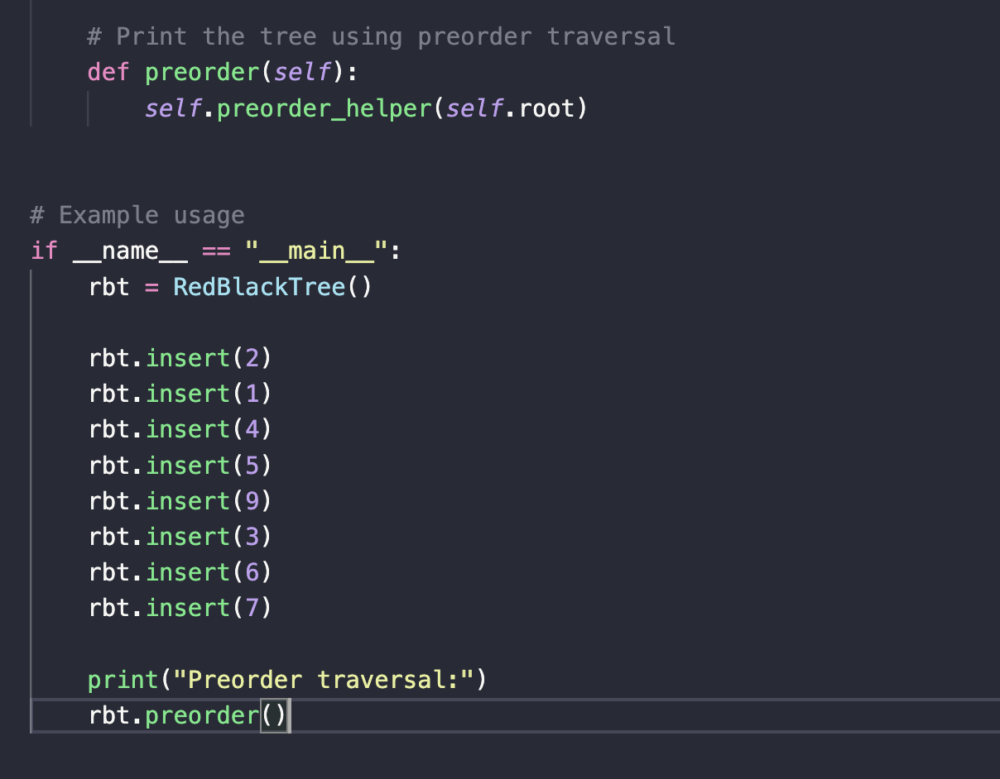 # Print the tree using preorder traversal
def preorder(self):
self.preorder_helper(self.root)
# Example usage
if __name__ == "__main__":
rbt = RedBlackTree()
rbt.insert(2)
rbt.insert(1)
rbt.insert(4)
rbt.insert(5)
rbt.insert(9)
rbt.insert(3)
rbt.insert(6)
rbt.insert(7)
print("Preorder traversal:")
rbt.preorder()